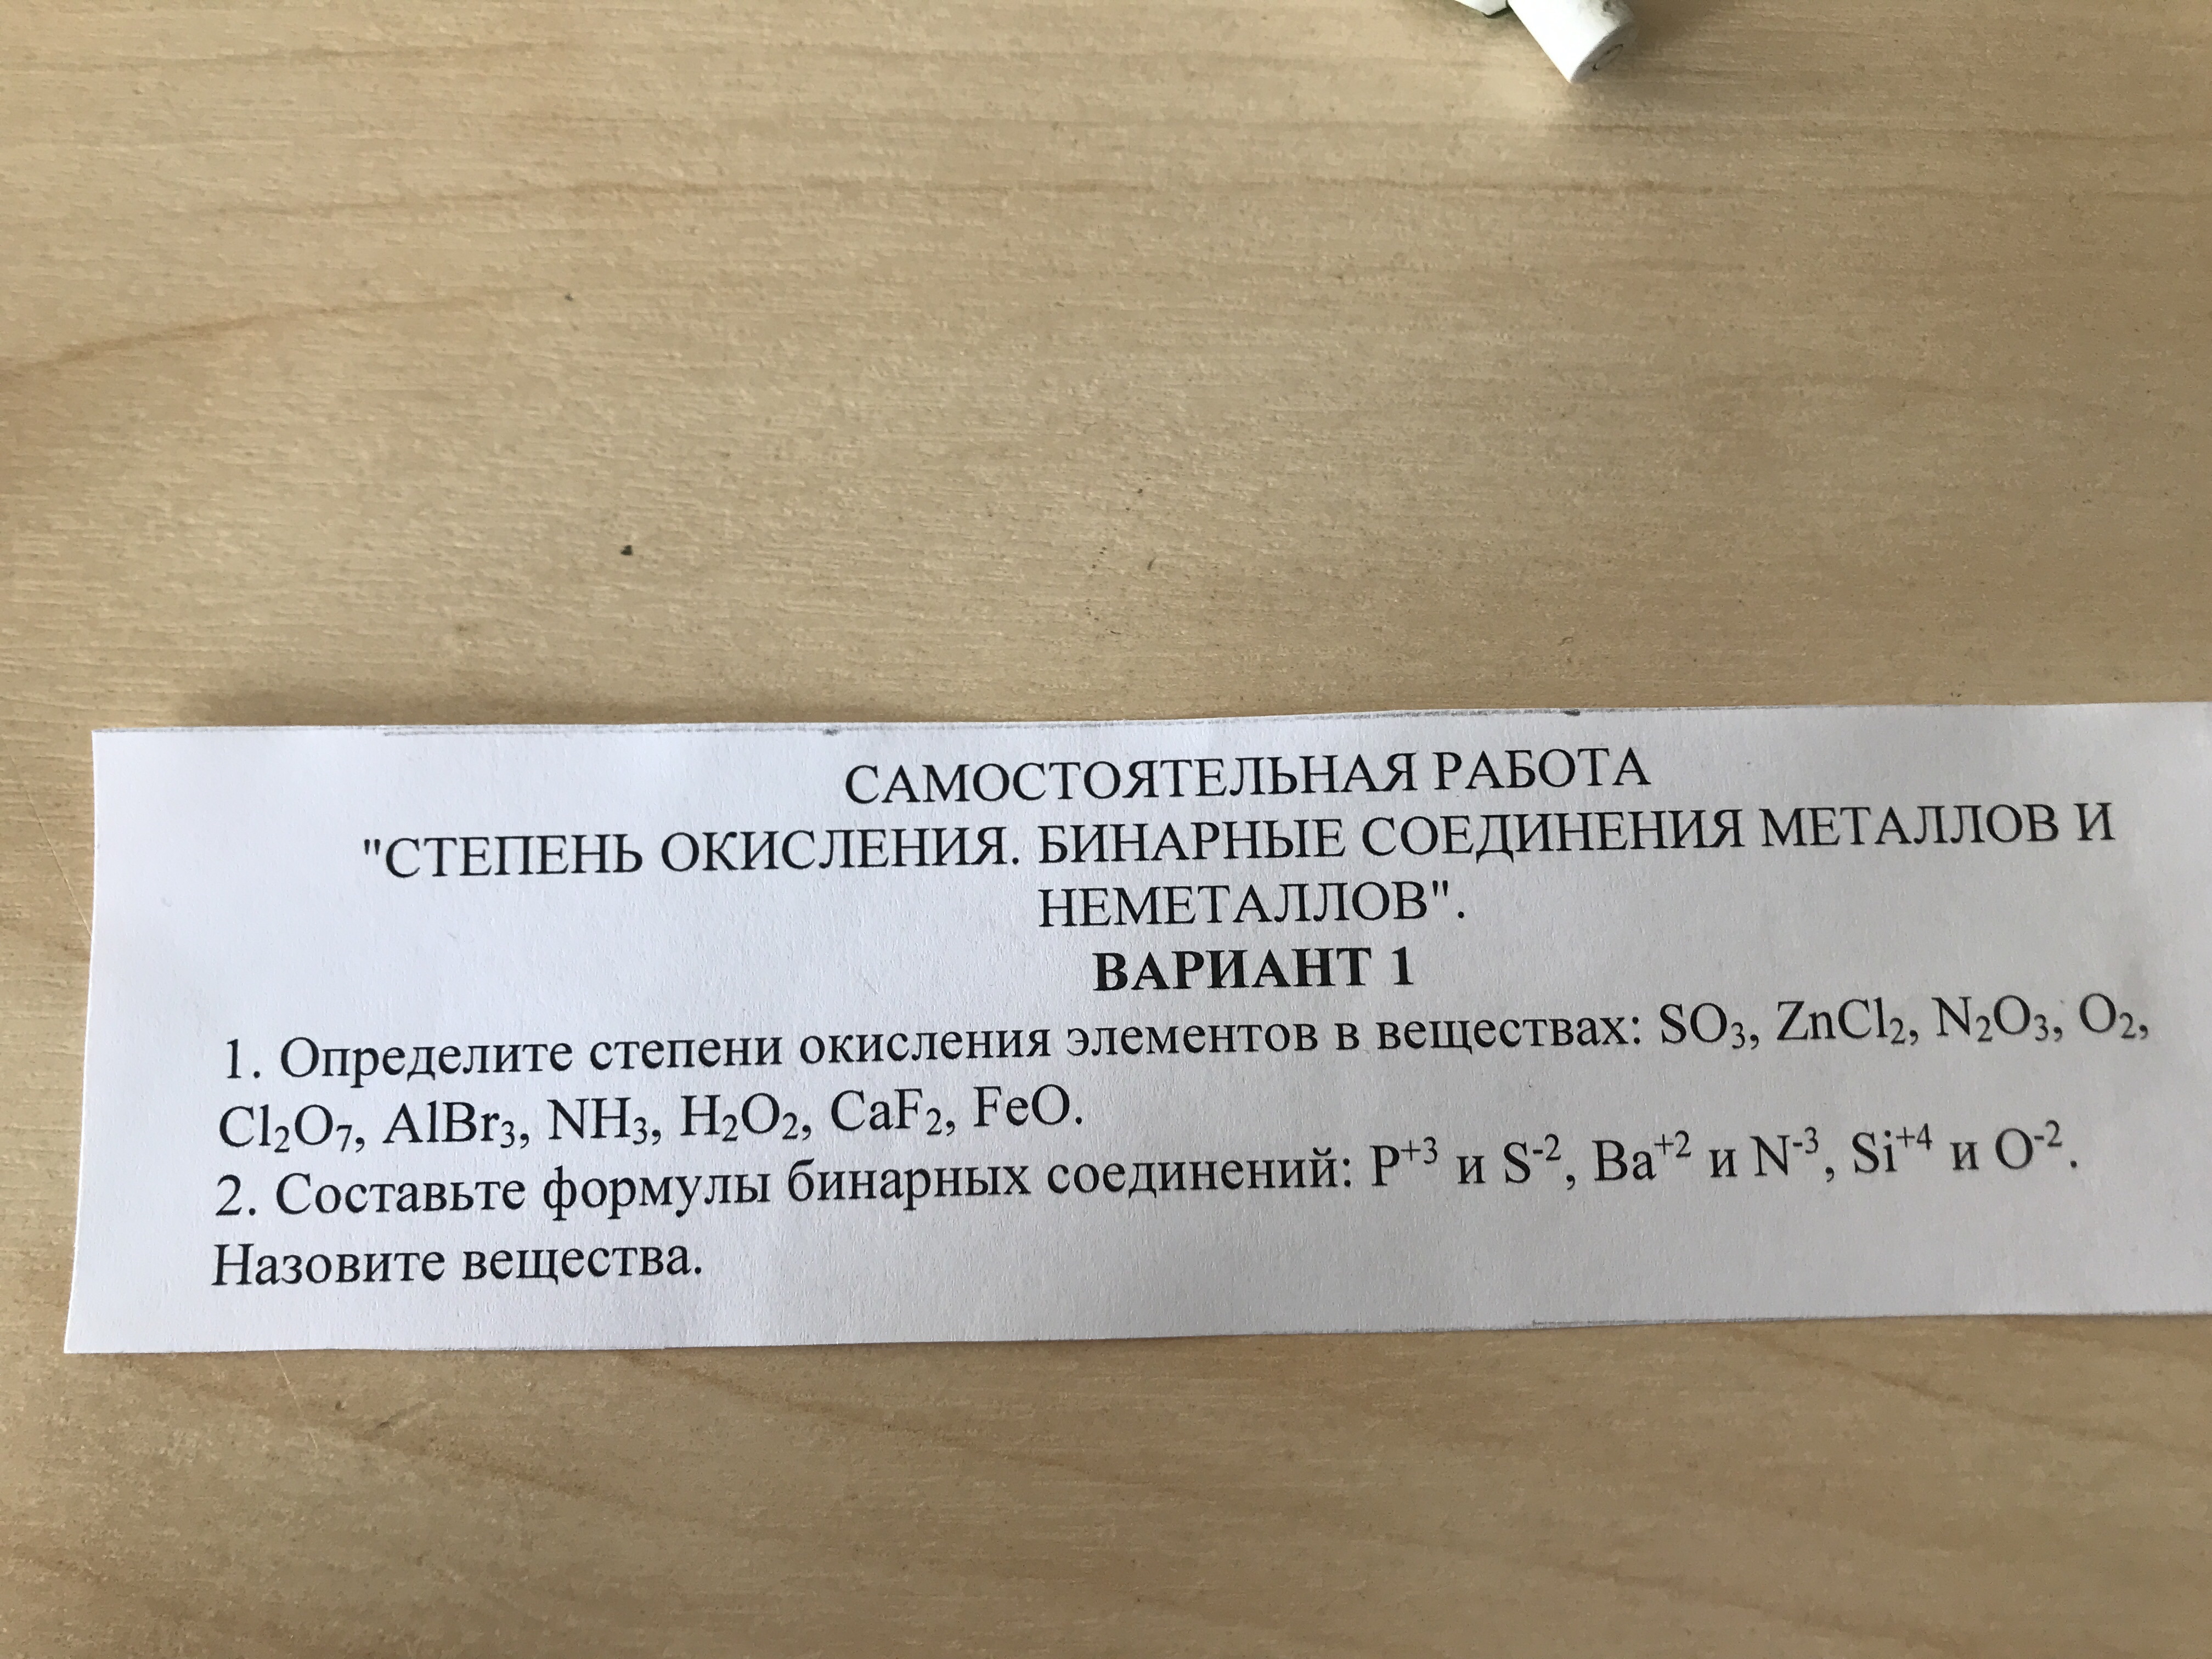 САМОСТОЯТЕЛЬНАЯ РАБОТА
"СТЕПЕНЬ ОКИСЛЕНИЯ. БИНАРНЫЕ СОЕДИНЕНИЯ МЕТАЛЛОВ И
НЕМЕТАЛЛОВ".
ВАРИАНТ 1
1. Определите степени окисления элементов в веществах: SO₃, ZnCl₂, N₂O₃, O₂,
Cl₂O₇, AlBr₃, NH₃, H₂O₂, CaF₂, FeO.
2. Составьте формулы бинарных соединений: P⁺³ и S⁻², Ba⁺² и N⁻³, Si⁺⁴ и O⁻².
Назовите вещества.